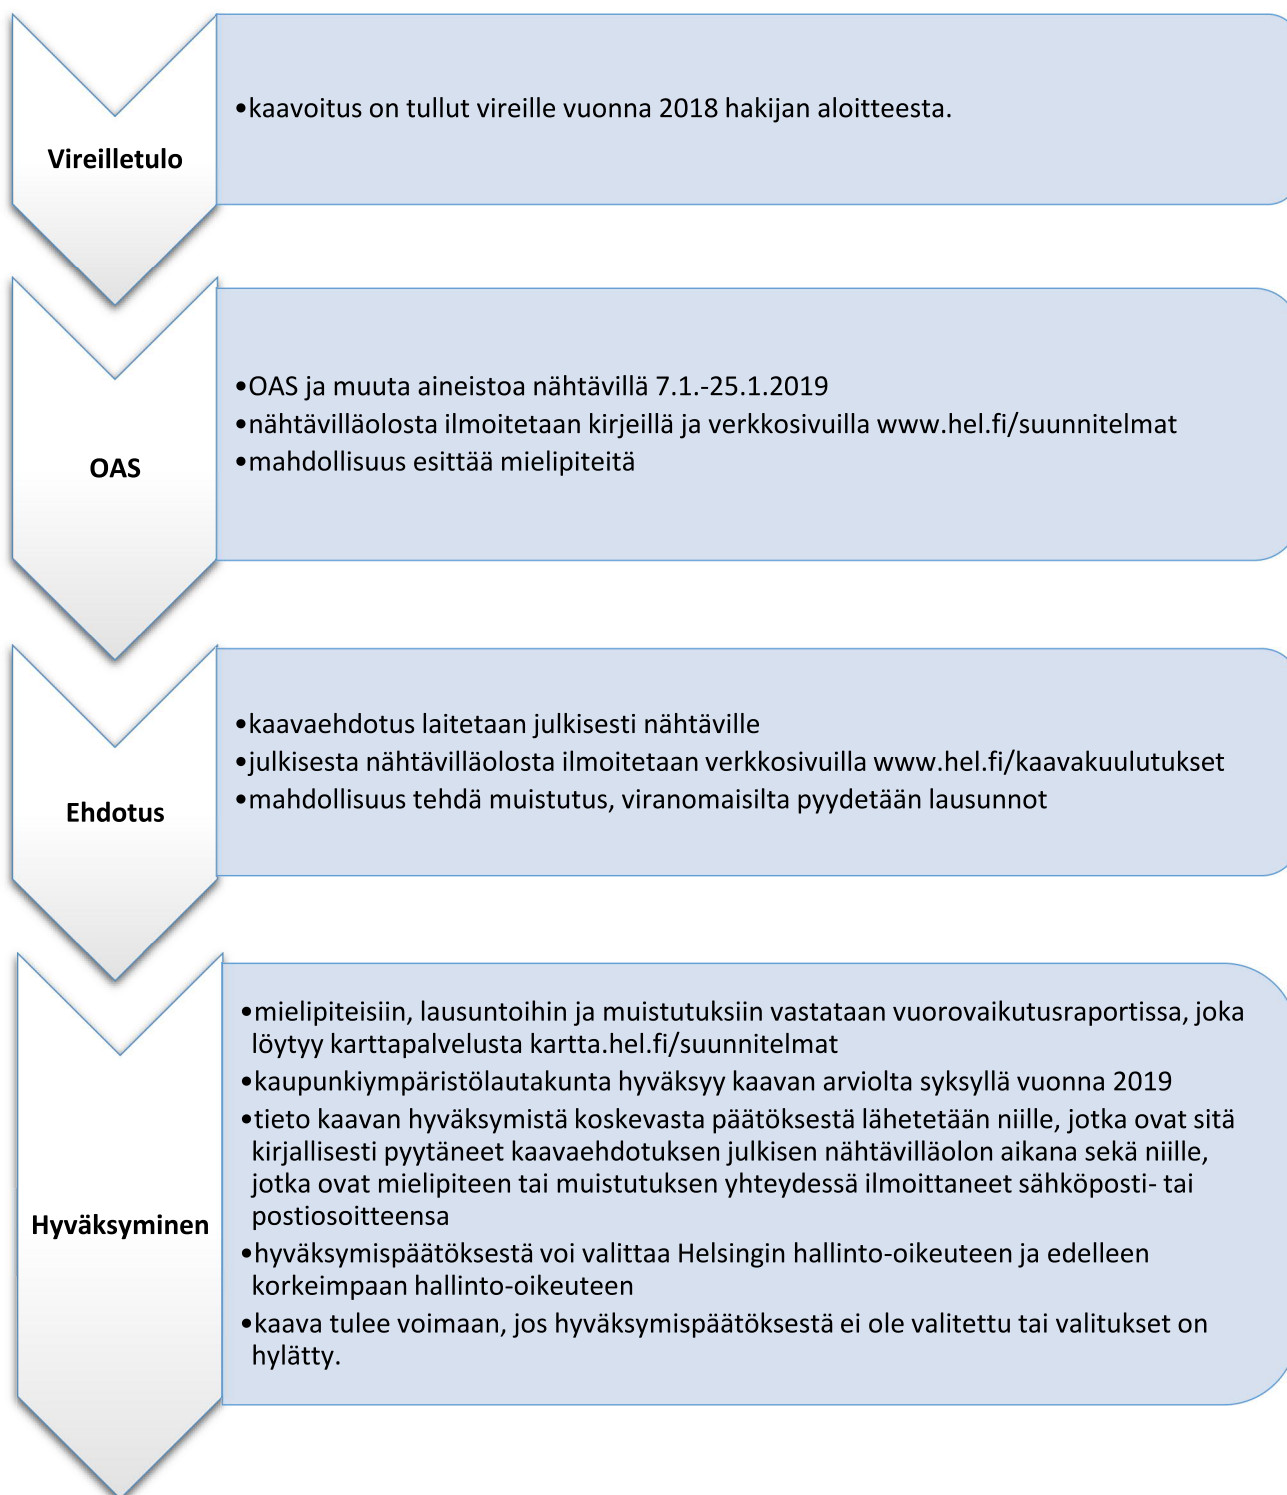 Vireilletulo
•kaavoitus on tullut vireille vuonna 2018 hakijan aloitteesta.
OAS
•OAS ja muuta aineistoa nähtävillä 7.1.-25.1.2019
•nähtävilläolosta ilmoitetaan kirjeillä ja verkkosivuilla www.hel.fi/suunnitelmat
•mahdollisuus esittää mielipiteitä
Ehdotus
•kaavaehdotus laitetaan julkisesti nähtäville
•julkisesta nähtävilläolosta ilmoitetaan verkkosivuilla www.hel.fi/kaavakuulutukset
•mahdollisuus tehdä muistutus, viranomaisilta pyydetään lausunnot
Hyväksyminen
•mielipiteisiin, lausuntoihin ja muistutuksiin vastataan vuorovaikutusraportissa, joka
löytyy karttapalvelusta kartta.hel.fi/suunnitelmat
•kaupunkiympäristölautakunta hyväksyy kaavan arviolta syksyllä vuonna 2019
•tieto kaavan hyväksymistä koskevasta päätöksestä lähetetään niille, jotka ovat sitä
kirjallisesti pyytäneet kaavaehdotuksen julkisen nähtävilläolon aikana sekä niille,
jotka ovat mielipiteen tai muistutuksen yhteydessä ilmoittaneet sähköposti- tai
postiosoitteensa
•hyväksymispäätöksestä voi valittaa Helsingin hallinto-oikeuteen ja edelleen
korkeimpaan hallinto-oikeuteen
•kaava tulee voimaan, jos hyväksymispäätöksestä ei ole valitettu tai valitukset on
hylätty.